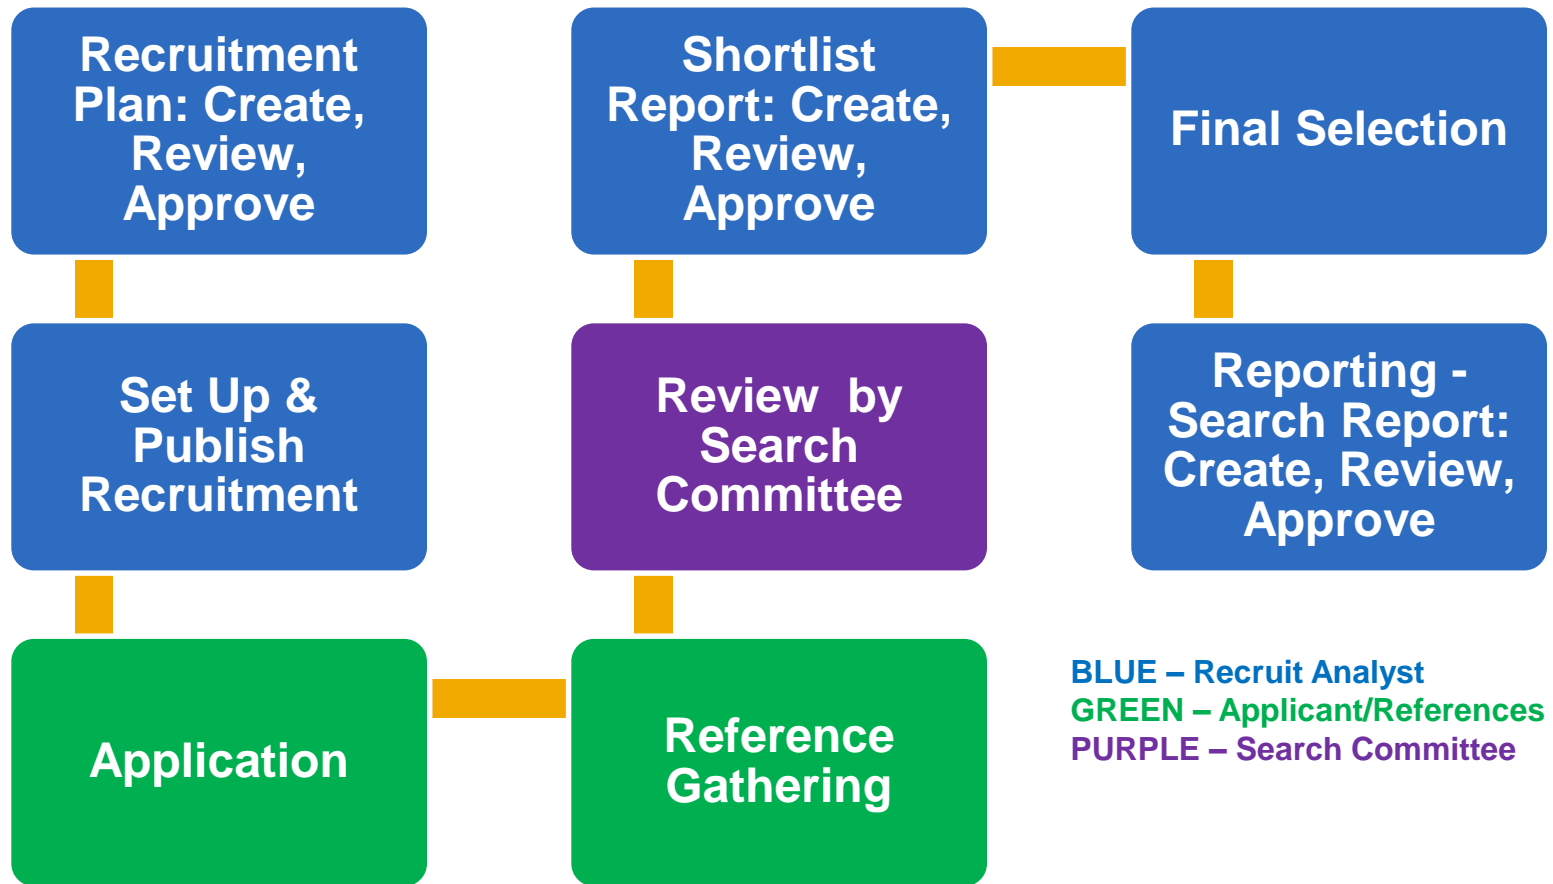 Recruitment
Plan: Create,
Review,
Approve
Set Up &
Publish
Recruitment
Application
Reference
Gathering
Review by
Search
Committee
Shortlist
Report: Create,
Review,
Approve
Final Selection
Reporting -
Search Report:
Create, Review,
Approve
BLUE – Recruit Analyst
GREEN – Applicant/References
PURPLE – Search Committee